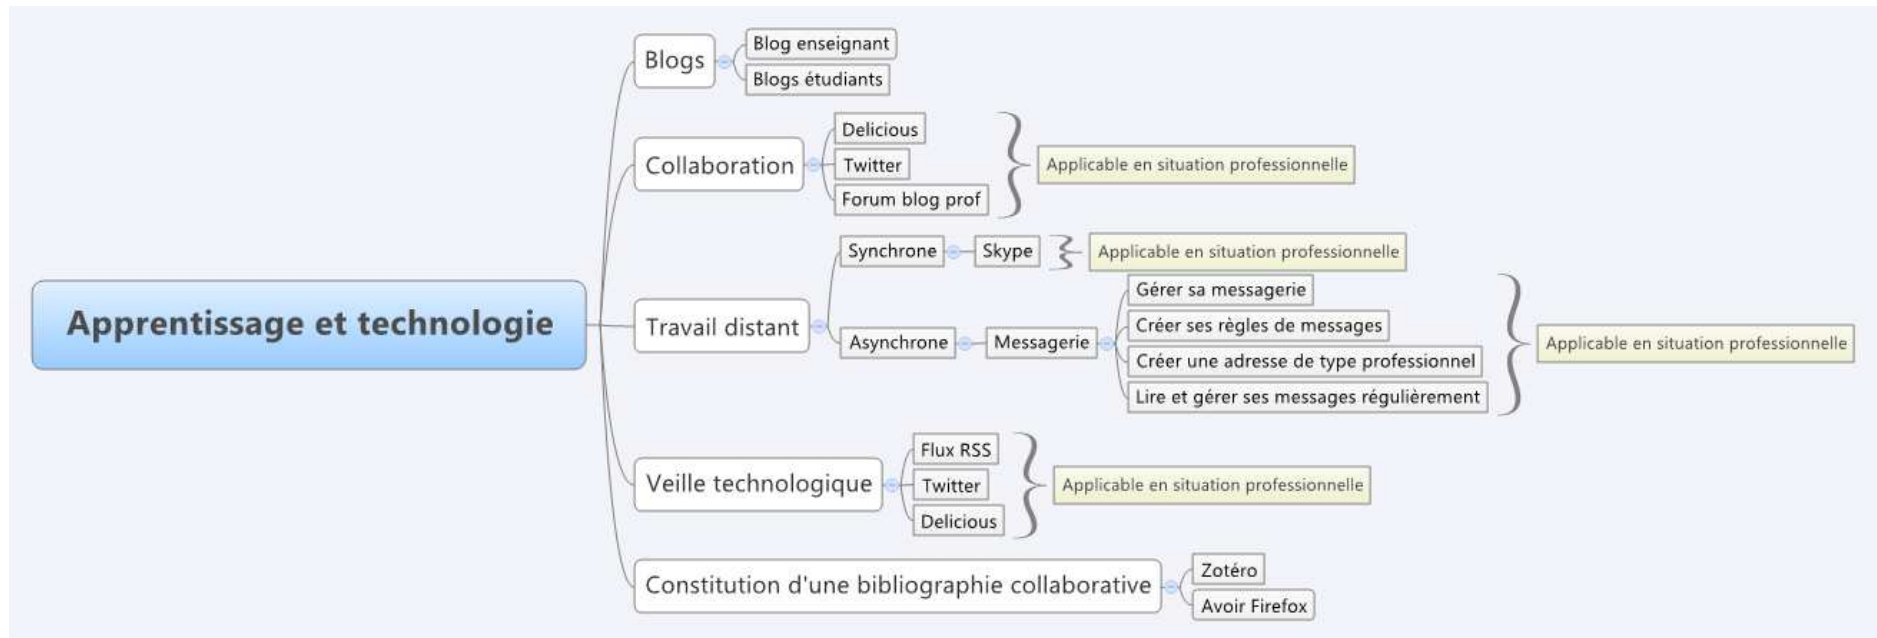 Apprentissage et technologie
Blogs
Blog enseignant
Blogs étudiants
Collaboration
Delicious
Twitter
Forum blog prof
Applicable en situation professionnelle
Travail distant
Synchrone
Skype
Applicable en situation professionnelle
Asynchrone
Messagerie
Gérer sa messagerie
Créer ses règles de messages
Créer une adresse de type professionnel
Lire et gérer ses messages régulièrement
Applicable en situation professionnelle
Veille technologique
Flux RSS
Twitter
Delicious
Applicable en situation professionnelle
Constitution d'une bibliographie collaborative
Zotéro
Avoir Firefox